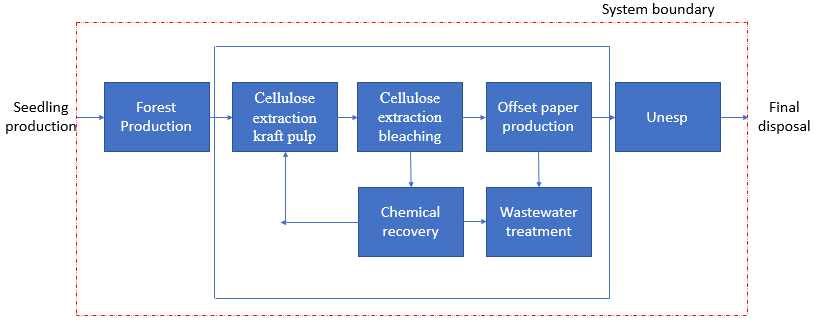 System boundary
Seedling
production
Forest
Production
Cellulose
extraction
kraft pulp
Cellulose
extraction
bleaching
Offset paper
production
Unesp
Final
disposal
Chemical
recovery
Wastewater
treatment